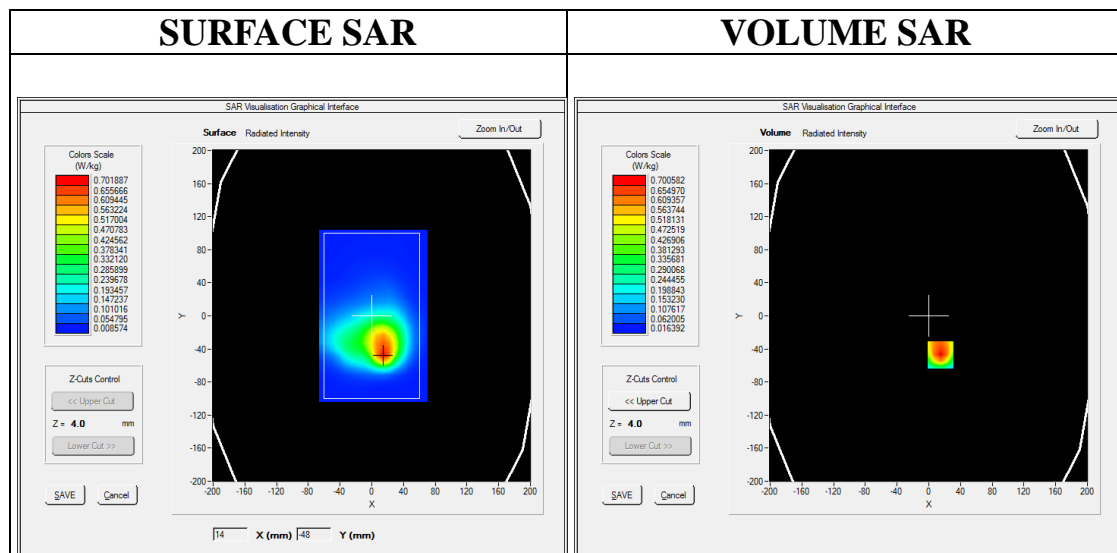 SURFACE SAR
VOLUME SAR
SAR Visualisation Graphical Interface
Surface Radiated Intensity
Zoom In/Out
Colors Scale
(W/kg)
0.701887
0.655666
0.609445
0.563224
0.517004
0.470783
0.424562
0.378341
0.332120
0.285899
0.239678
0.193457
0.147237
0.101016
0.054795
0.008574
Z-Cuts Control
<< Upper Cut
Z = 4.0 mm
Lower Cut >>
SAVE Cancel
200
160
120
80
40
0
-40
-80
-120
-160
-200
Y
-200 -160 -120 -80 -40 0 40 80 120 160 200
X
14 X (mm) -48 Y (mm)
SAR Visualisation Graphical Interface
Volume Radiated Intensity
Zoom In/Out
Colors Scale
(W/kg)
0.700582
0.654970
0.609357
0.563744
0.518131
0.472519
0.426906
0.381293
0.335681
0.290068
0.244455
0.198843
0.153230
0.107617
0.062005
0.016392
Z-Cuts Control
<< Upper Cut
Z = 4.0 mm
Lower Cut >>
SAVE Cancel
200
160
120
80
40
0
-40
-80
-120
-160
-200
Y
-200 -160 -120 -80 -40 0 40 80 120 160 200
X